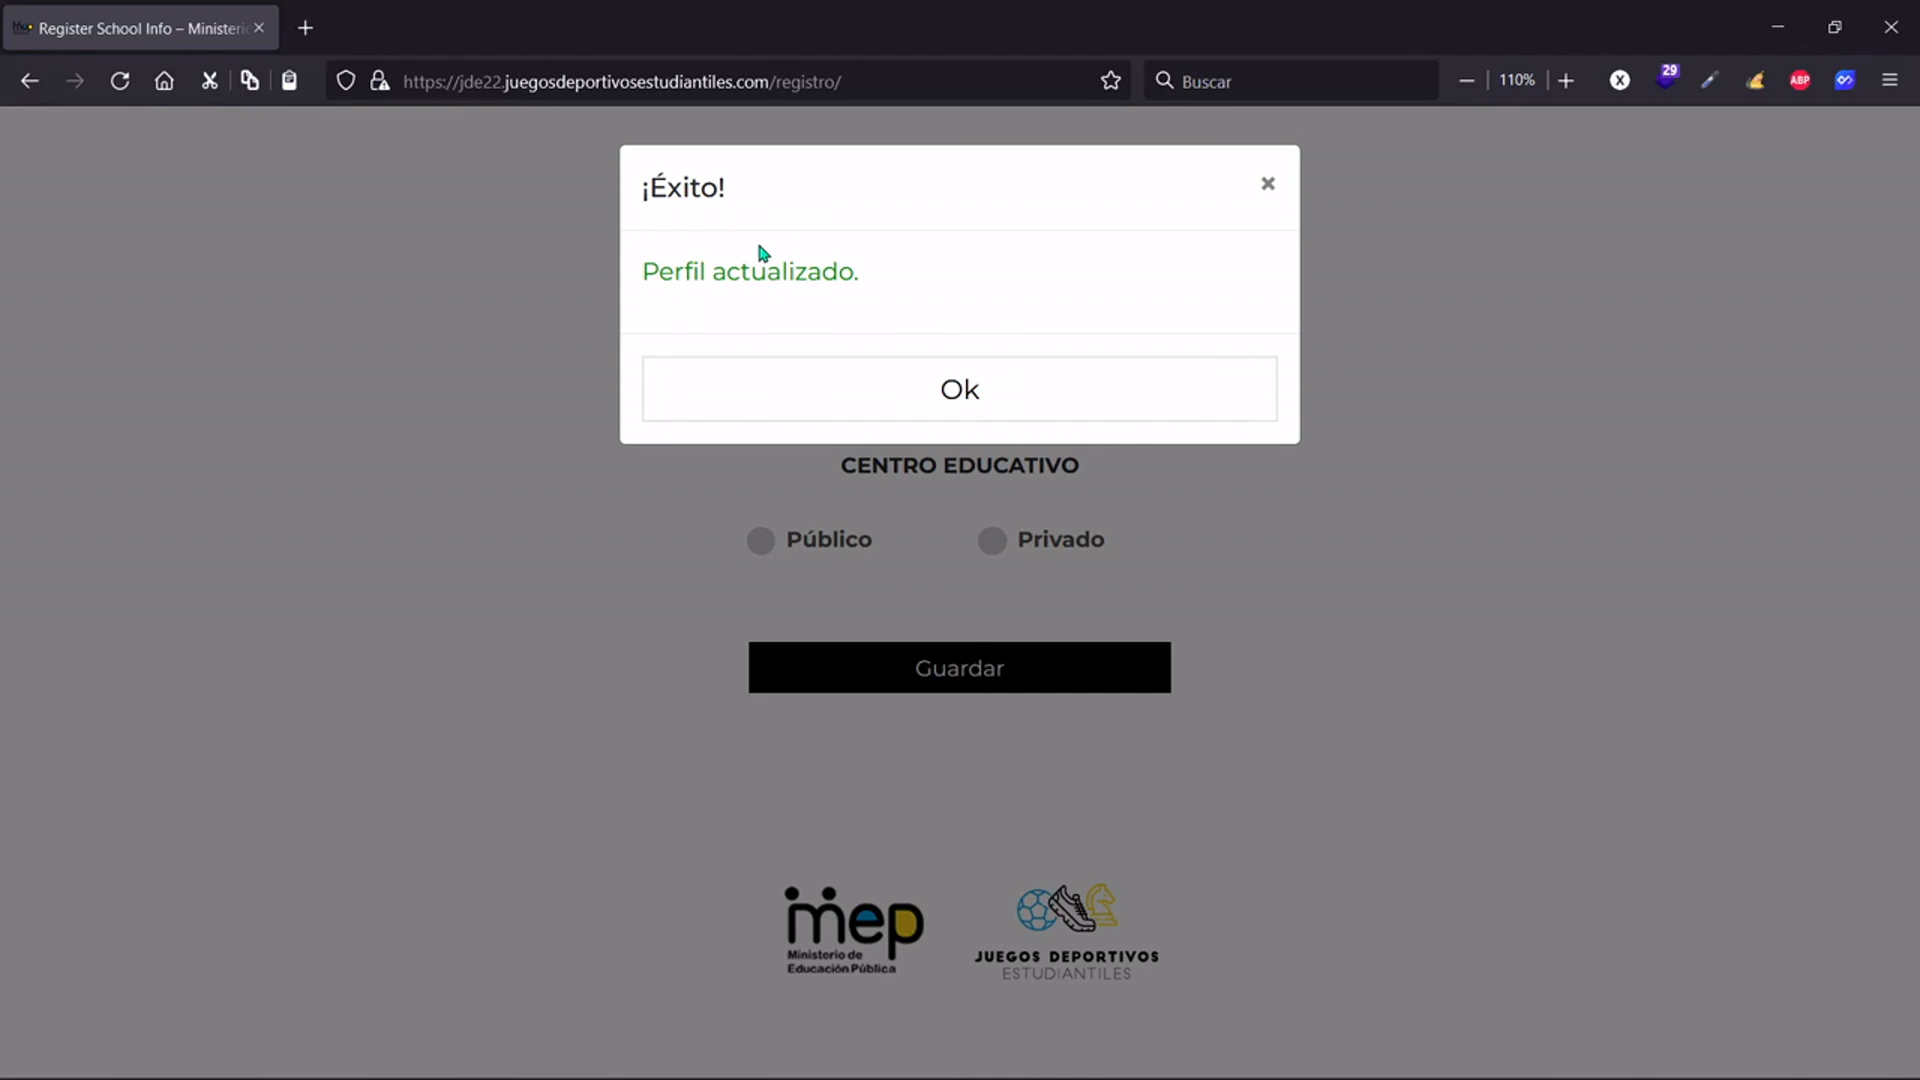 Register School Info – Ministeri
https://jde22.juegosdeportivosestudiantiles.com/registro/
Buscar
110%
X
29
ABP
¡Éxito!
Perfil actualizado.
Ok
CENTRO EDUCATIVO
Público
Privado
Guardar
mep
Ministerio de
Educación Pública
JUEGOS DEPORTIVOS
ESTUDIANTILES